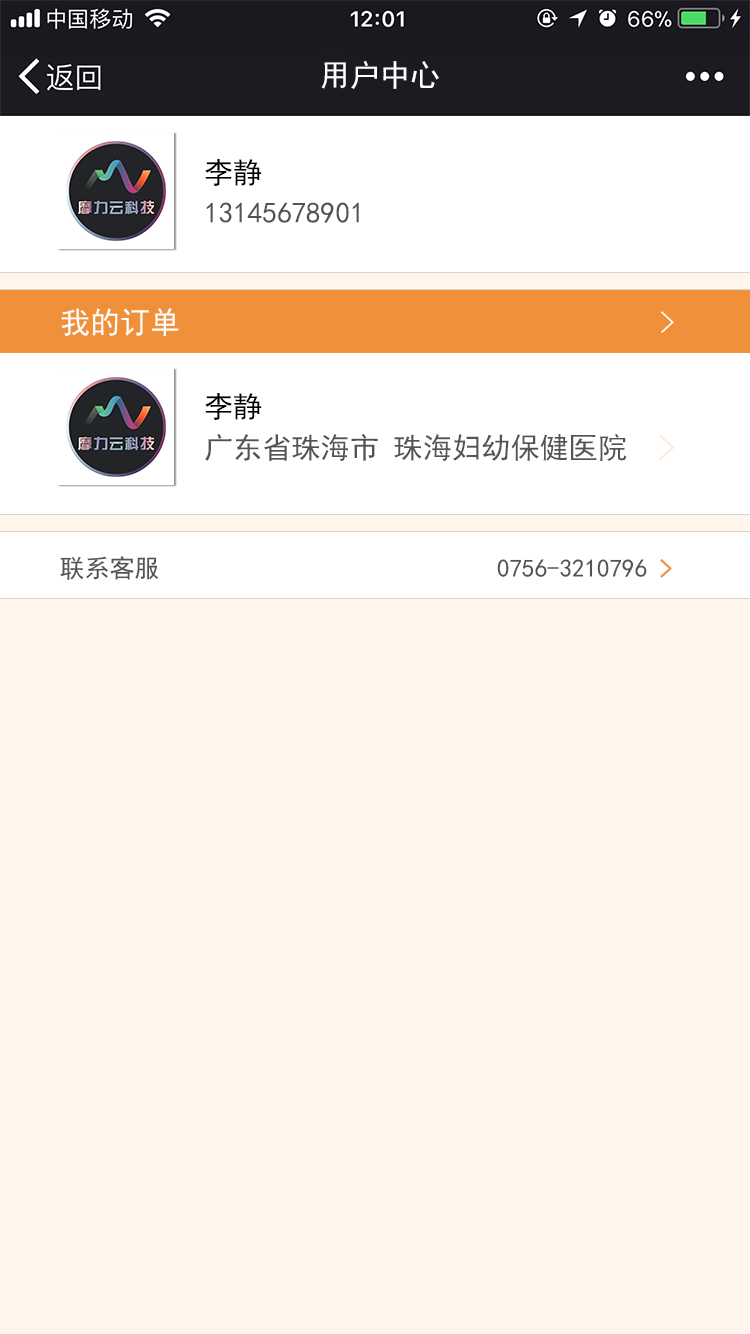 中国移动 12:01 66%
返回 用户中心
摩力云科技
李静
13145678901
我的订单
摩力云科技
李静
广东省珠海市 珠海妇幼保健医院
联系客服 0756-3210796